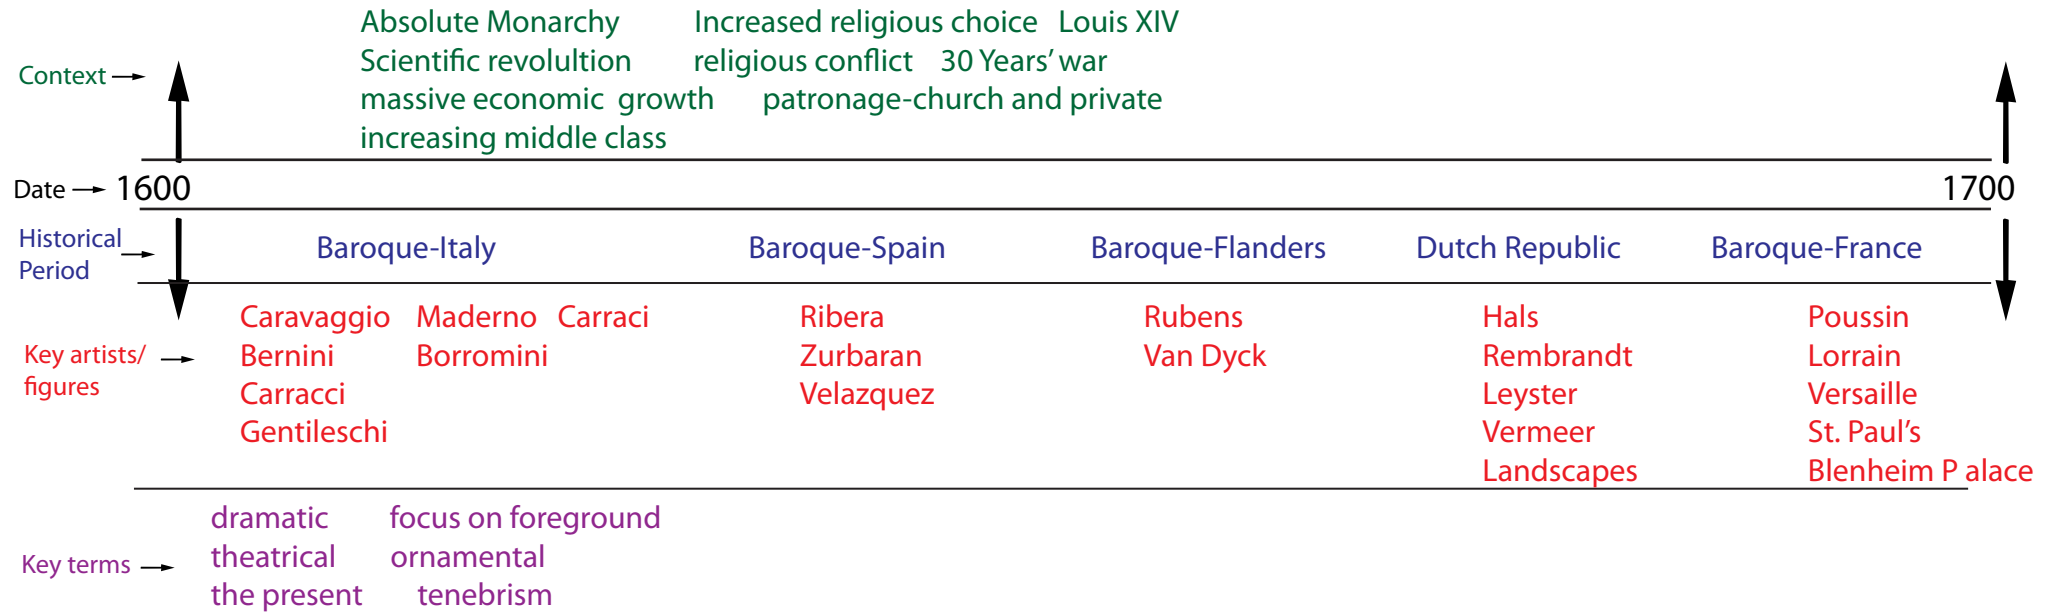 Absolute Monarchy Increased religious choice Louis XIV
Scientific revolultion religious conflict 30 Years' war
Context
massive economic growth patronage-church and private
increasing middle class
Date 1600 1700
Historical Period
Baroque-Italy Baroque-Spain Baroque-Flanders Dutch Republic Baroque-France
Key artists/
figures
Caravaggio Maderno Carraci Ribera Rubens Hals Poussin
Bernini Borromini Zurbaran Van Dyck Rembrandt Lorrain
Carracci Velazquez Leyster Versaille
Gentileschi Vermeer St. Paul's
Landscapes Blenheim P alace
Key terms
dramatic focus on foreground
theatrical ornamental
the present tenebrism